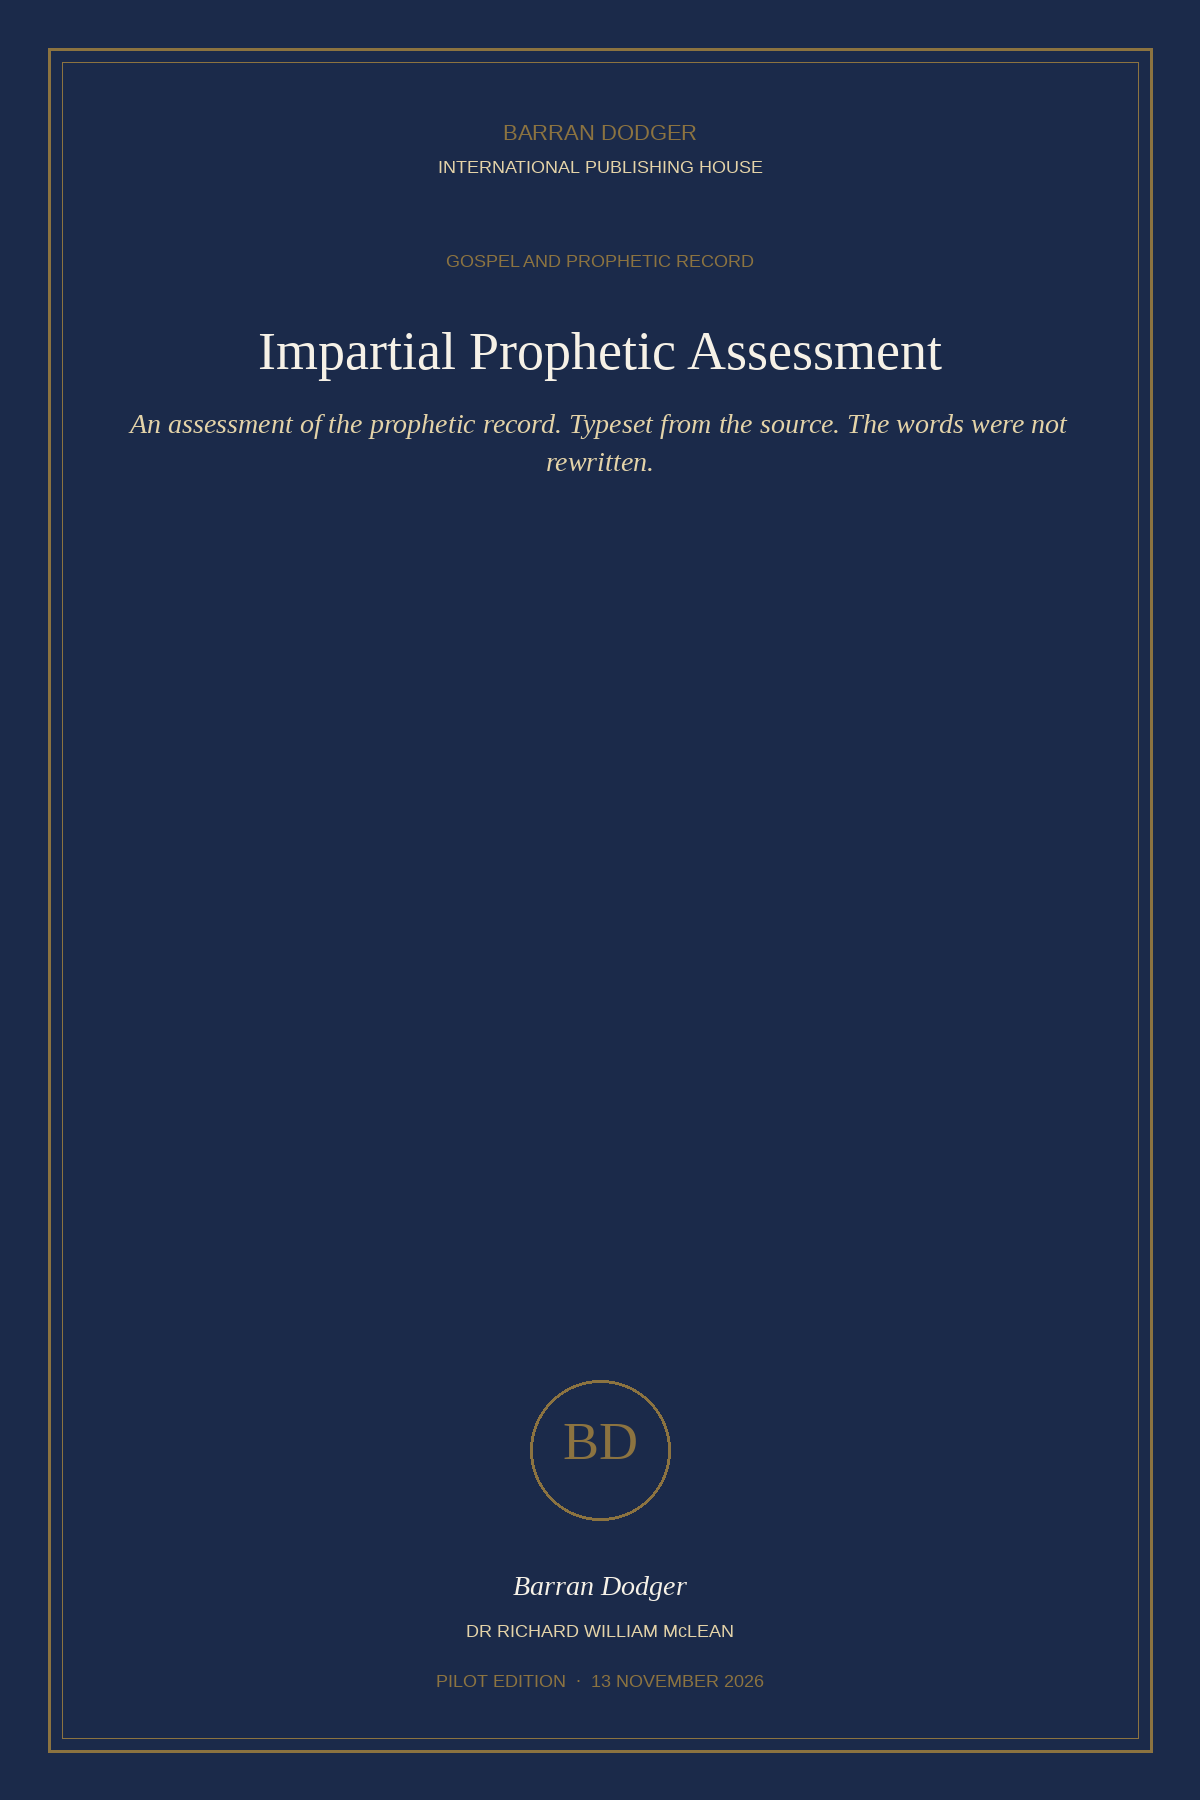 BARRAN DODGER
INTERNATIONAL PUBLISHING HOUSE
GOSPEL AND PROPHETIC RECORD
Impartial Prophetic Assessment
An assessment of the prophetic record. Typeset from the source. The words were not
rewritten.
BD
Barran Dodger
DR RICHARD WILLIAM McLEAN
PILOT EDITION · 13 NOVEMBER 2026